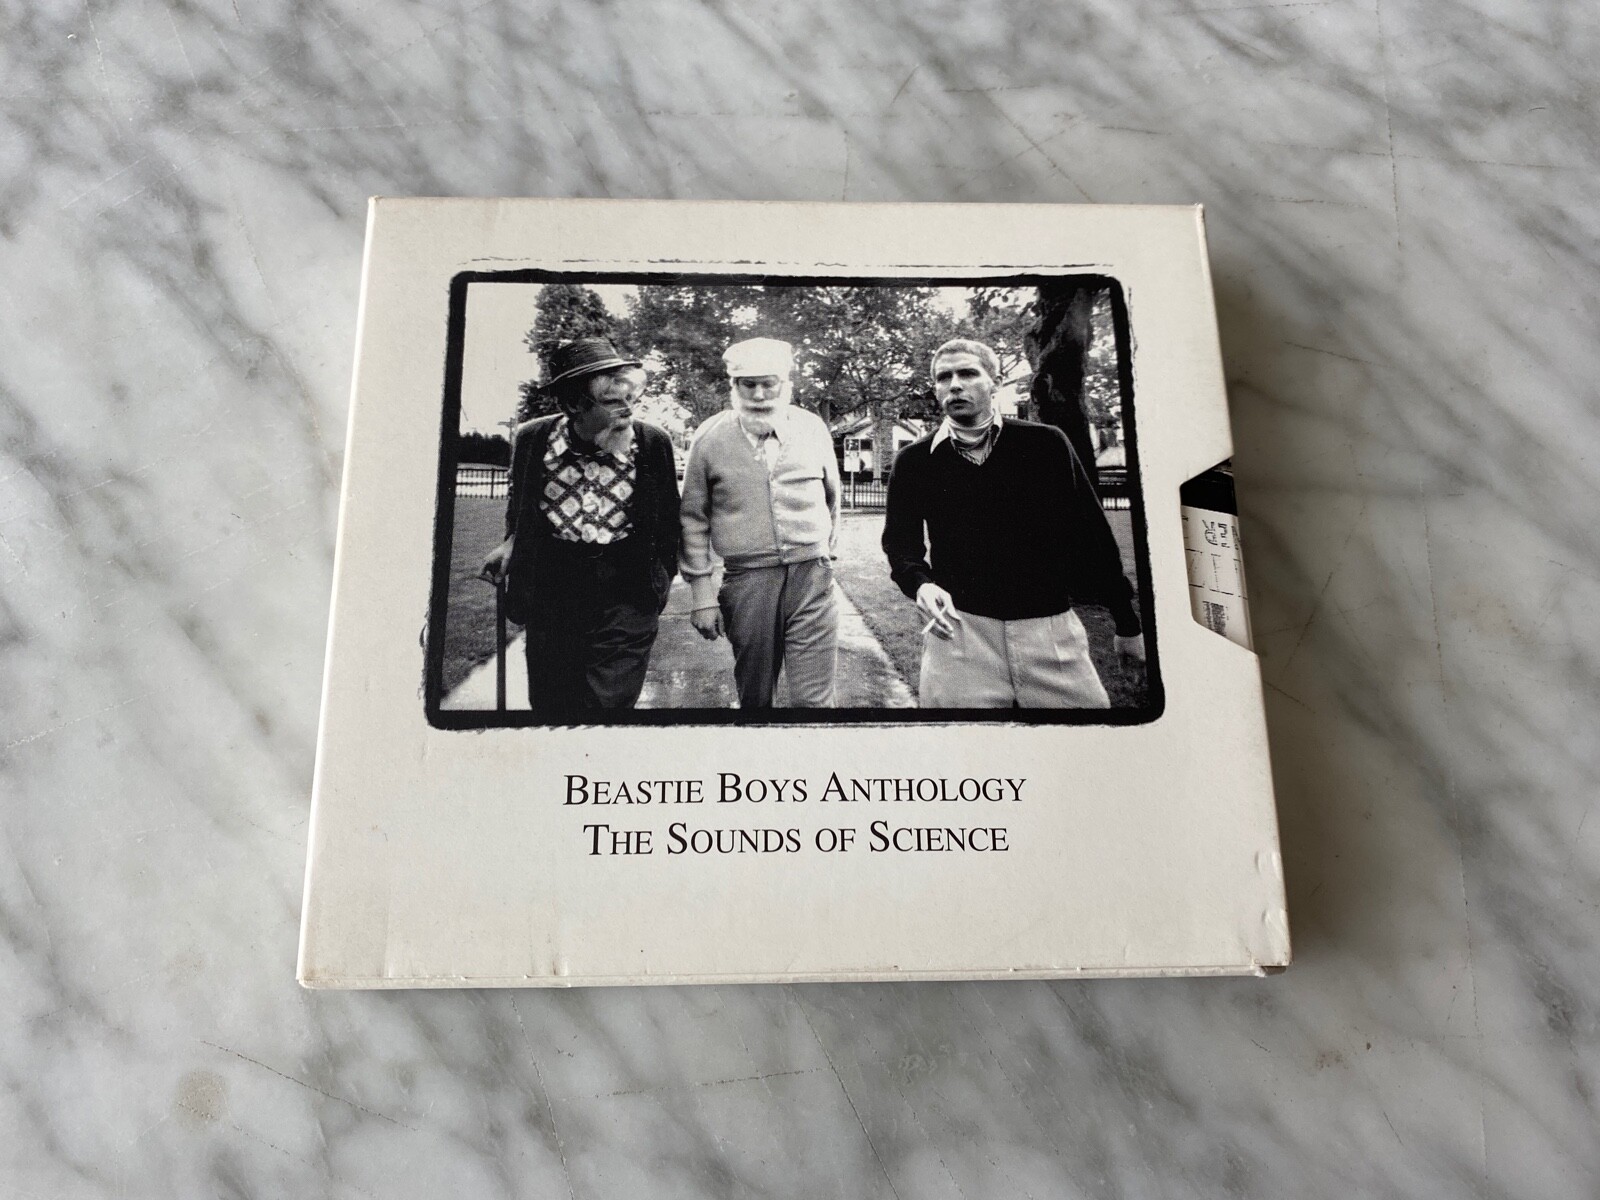 BEASTIE BOYS ANTHOLOGY
THE SOUNDS OF SCIENCE